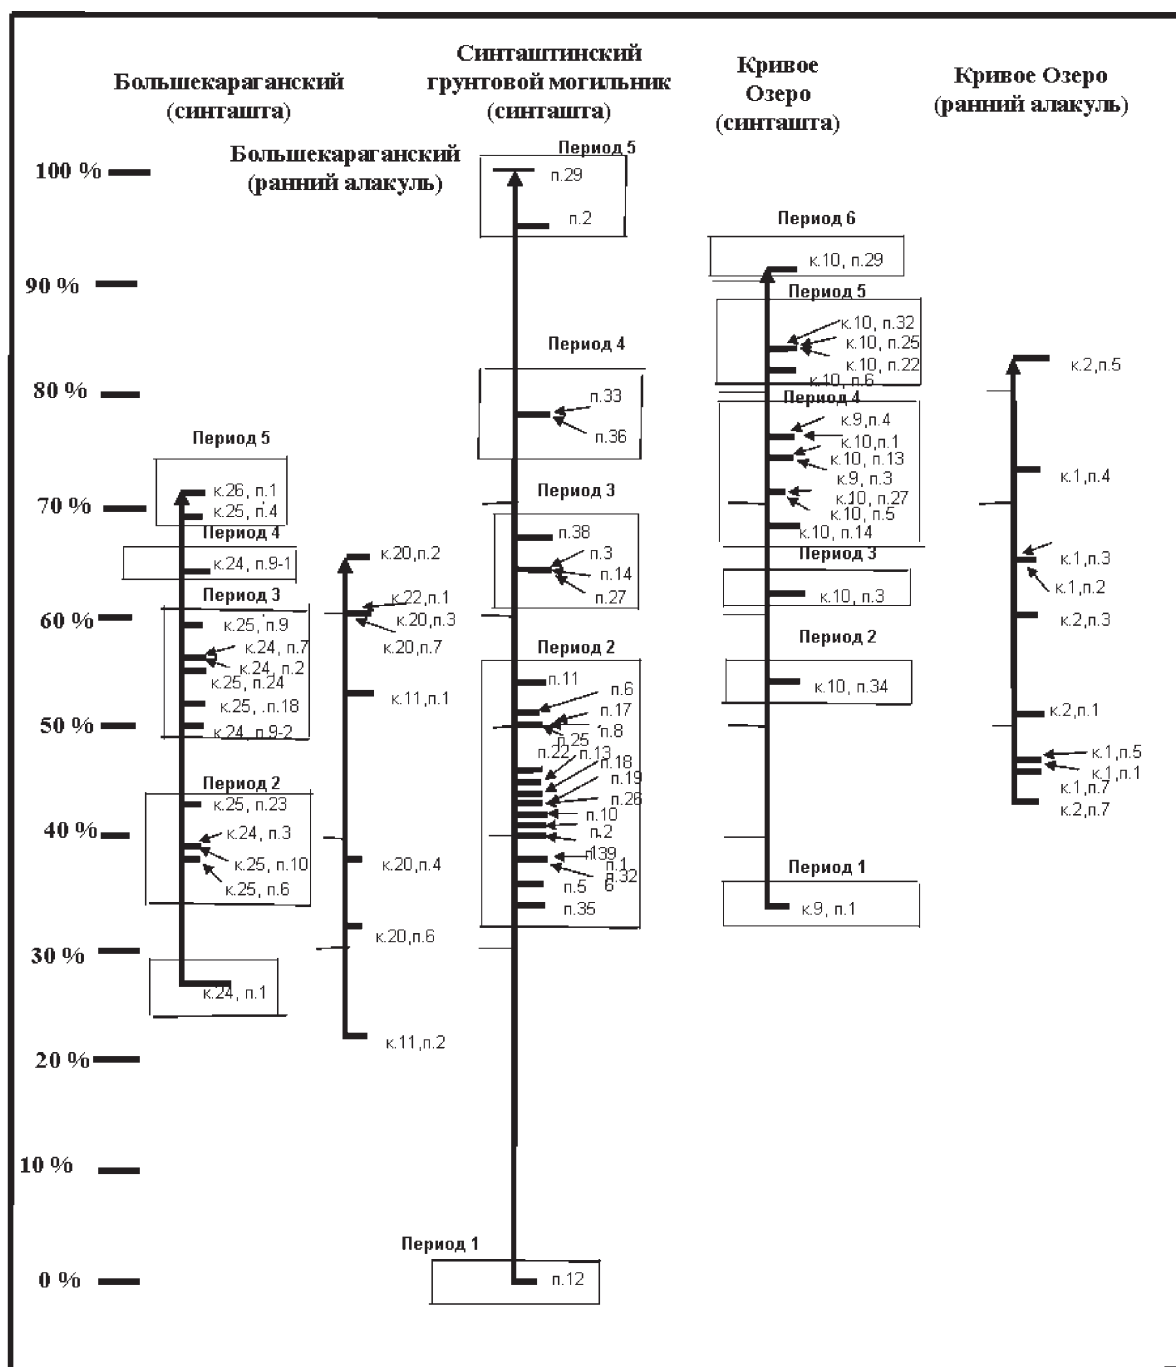 Большекараганский
(синташта)
Большекараганский
(ранний алакуль)
Синташтинский
грунтовой могильник
(синташта)
Кривое
Озеро
(синташта)
Кривое Озеро
(ранний алакуль)
100 %
90 %
80 %
70 %
60 %
50 %
40 %
30 %
20 %
10 %
0 %
Период 5
к.26, п.1
к.25, п.4
Период 4
к.24, п.9-1
Период 3
к.25, п.9
к.24, п.7
к.24, п.2
к.25, п.24
к.25, .п.18
к.24, п.9-2
Период 2
к.25, п.23
к.24, п.3
к.25, п.10
к.25, п.6
к.24, п.1
к.20,п.2
к.22,п.1
к.20,п.3
к.20,п.7
к.11,п.1
к.20,п.4
к.20,п.6
к.11,п.2
Период 5
п.29
п.2
Период 4
п.33
п.36
Период 3
п.38
п.3
п.14
п.27
Период 2
п.11
п.6
п.17
п.8
п.25
п.22
п.13
п.18
п.19
п.26
п.10
п.2
п.1
п.32
п.5
6
п.35
Период 1
п.12
Период 6
к.10, п.29
Период 5
к.10, п.32
к.10, п.25
к.10, п.22
к.10, п.6
Период 4
к.9,п.4
к.10,п.1
к.10, п.13
к.9, п.3
к.10, п.27
к.10, п.5
к.10, п.14
Период 3
к.10, п.3
Период 2
к.10, п.34
Период 1
к.9, п.1
к.2,п.5
к.1,п.4
к.1,п.3
к.1,п.2
к.2,п.3
к.2,п.1
к.1,п.5
к.1,п.1
к.1,п.7
к.2,п.7